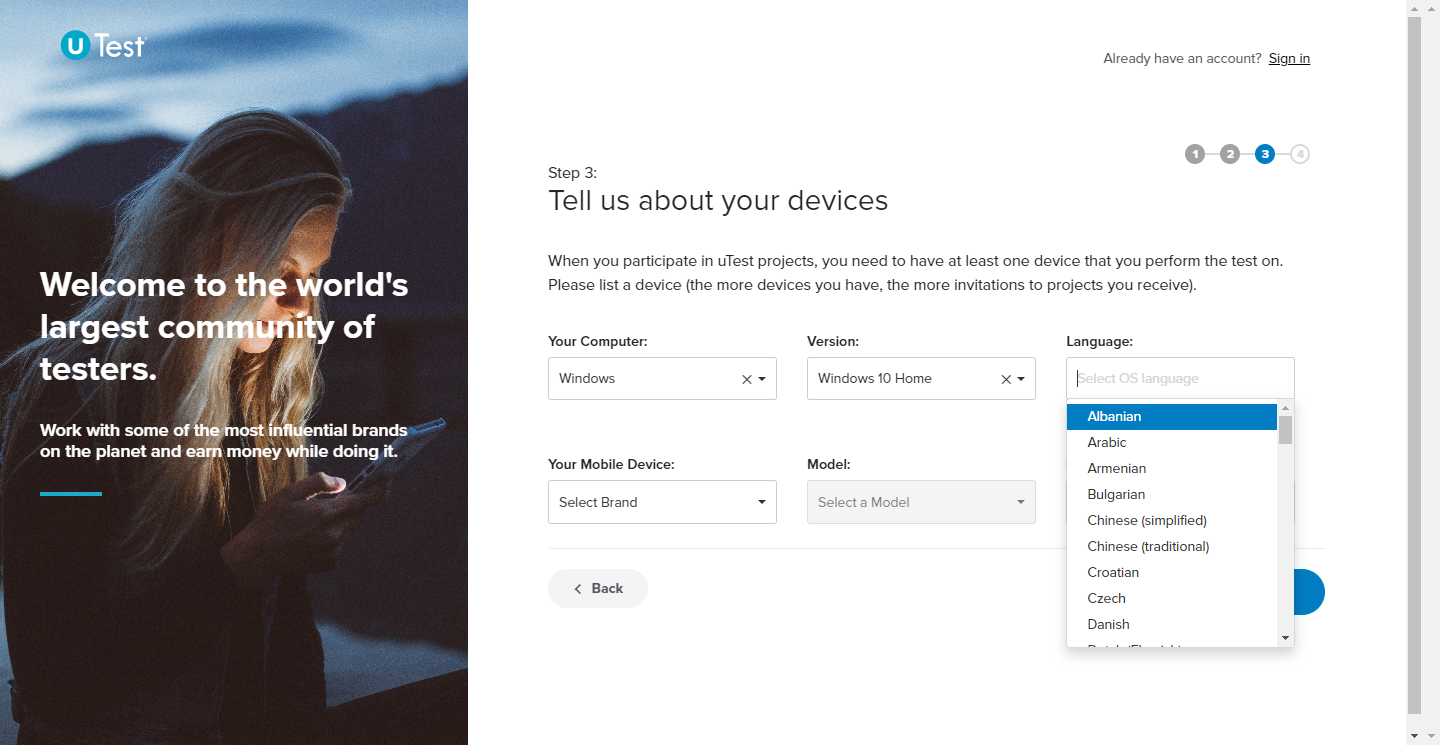 uTest
Already have an account? Sign in
1 2 3 4
Step 3:
Tell us about your devices
Welcome to the world's
largest community of
testers.
Work with some of the most influential brands
on the planet and earn money while doing it.
When you participate in uTest projects, you need to have at least one device that you perform the test on.
Please list a device (the more devices you have, the more invitations to projects you receive).
Your Computer: Version: Language:
Windows Windows 10 Home Select OS language
Albanian
Arabic
Armenian
Bulgarian
Chinese (simplified)
Chinese (traditional)
Croatian
Czech
Danish
Your Mobile Device: Model:
Select Brand Select a Model
Back